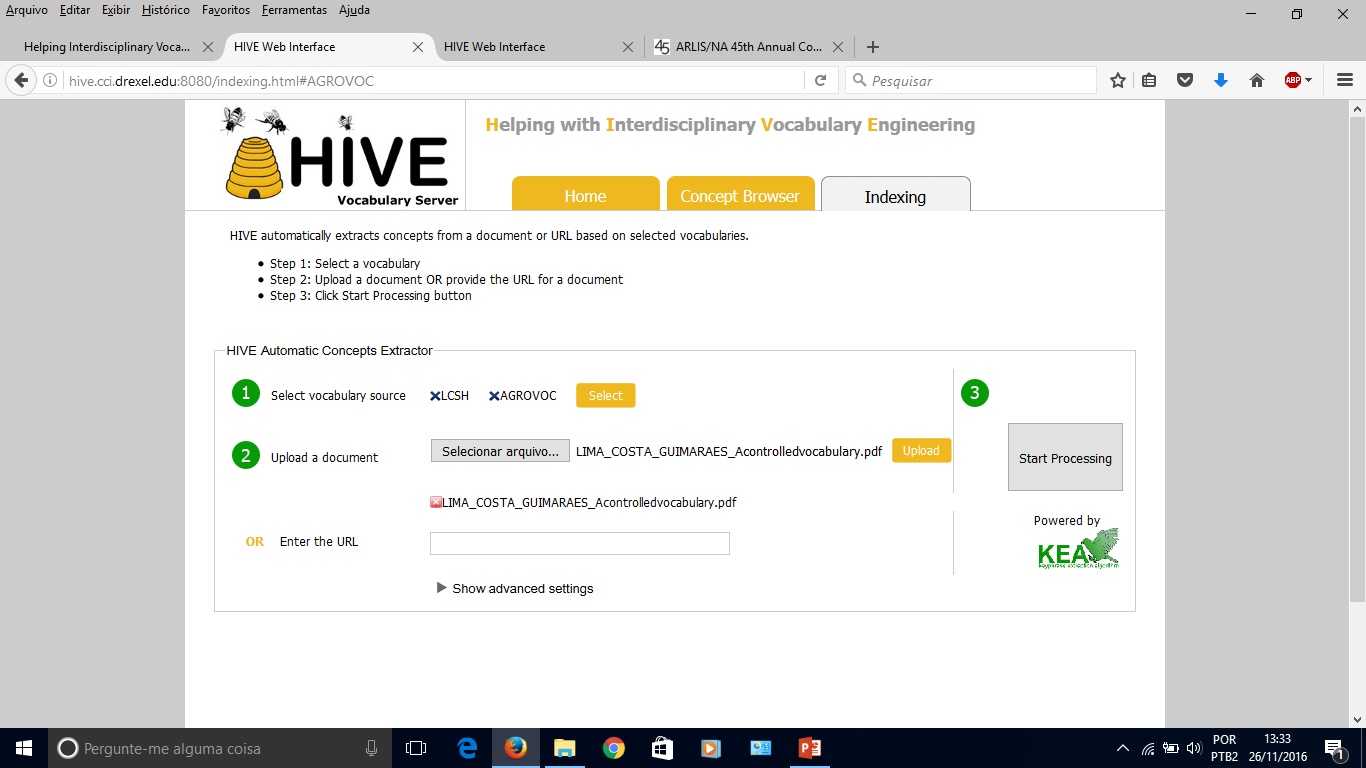 Arquivo Editar Exibir Histórico Favoritos Ferramentas Ajuda
Helping Interdisciplinary Voca... HIVE Web Interface HIVE Web Interface 45 ARLIS/NA 45th Annual Co...
hive.cci.drexel.edu:8080/indexing.html#AGROVOC Pesquisar ABP
Helping with Interdisciplinary Vocabulary Engineering
HIVE
Vocabulary Server
Home Concept Browser Indexing
HIVE automatically extracts concepts from a document or URL based on selected vocabularies.
Step 1: Select a vocabulary
Step 2: Upload a document OR provide the URL for a document
Step 3: Click Start Processing button
HIVE Automatic Concepts Extractor
1 Select vocabulary source LCSH AGROVOC Select 3
2 Upload a document Selecionar arquivo... LIMA_COSTA_GUIMARAES_Acontrolledvocabulary.pdf Upload Start Processing
LIMA_COSTA_GUIMARAES_Acontrolledvocabulary.pdf
Powered by
OR Enter the URL
KEA
keyphrase extraction algorithm
Show advanced settings
Pergunte-me alguma coisa
POR
PTB2
13:33
26/11/2016
1